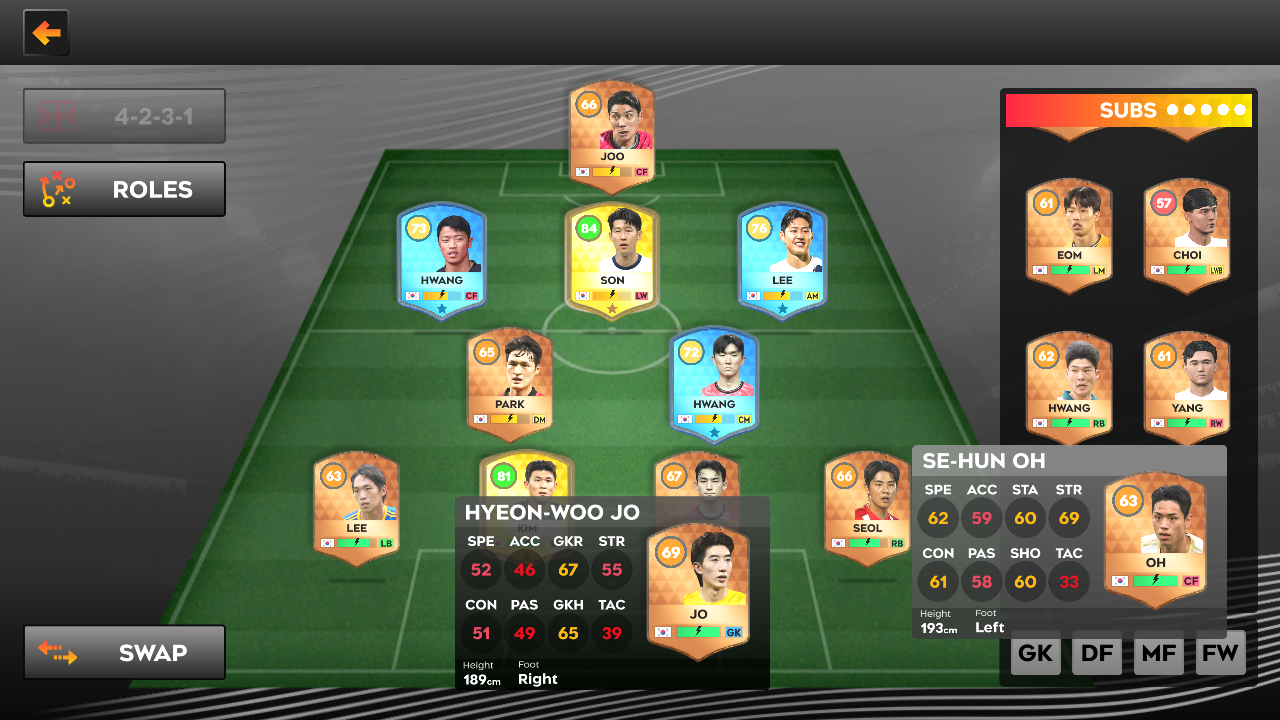 4-2-3-1
ROLES
66
JOO
CF
73
HWANG
CF
84
SON
LW
76
LEE
AM
65
PARK
DM
72
HWANG
CM
63
LEE
LB
81
KIM
67
66
SEOL
RB
SUBS
61
EOM
LM
57
CHOI
LWB
62
HWANG
RB
61
YANG
RW
HYEON-WOO JO
SPE ACC GKR STR
52 46 67 55
CON PAS GKH TAC
51 49 65 39
Height Foot
189cm Right
69
JO
GK
SE-HUN OH
SPE ACC STA STR
62 59 60 69
CON PAS SHO TAC
61 58 60 33
Height Foot
193cm Left
63
OH
CF
SWAP
GK DF MF FW